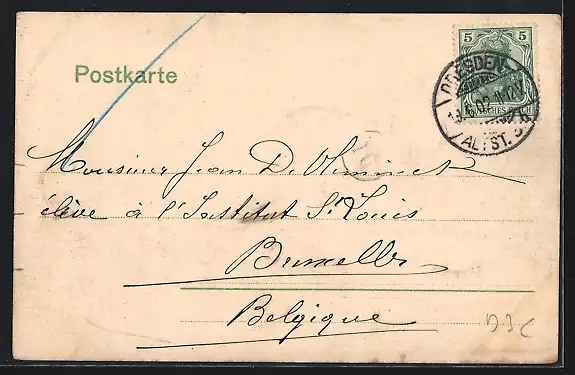 Postkarte
5 5
DRESDEN
ALTST.
Monsieur Jean D.
élève à l'Institut St Louis
Bruxelles
Belgique